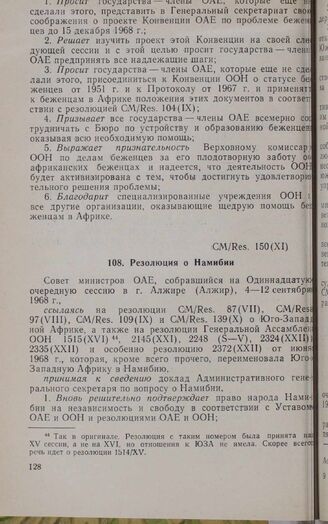 1. Просит государства — члены ОАЕ, которые еще не
сделали этого, представить в Генеральный секретариат свои
соображения о проекте Конвенции ОАЕ по проблеме бежен-
цев до 15 декабря 1968 г.;
2. Решает изучить проект этой Конвенции на своей сле-
дующей сессии и с этой целью просит государства — члены
ОАЕ предпринять все надлежащие шаги;
3. Просит государства — члены ОАЕ, которые еще не сде-
лали этого, присоединиться к Конвенции ООН о статусе бе-
женцев от 1951 г. и к Протоколу от 1967 г. и применять
к беженцам в Африке положения этих документов в соответ-
ствии с резолюцией CM/Res. 104(IX);
4. Призывает все государства — члены ОАЕ всемерно со-
трудничать с Бюро по устройству и образованию беженцев,
оказывая всю необходимую помощь;
5. Выражает признательность Верховному комиссару
ООН по делам беженцев за его плодотворную заботу об
африканских беженцах и надеется, что деятельность ООН
будет активизирована с тем, чтобы достигнуть удовлетвори-
тельного решения проблемы;
6. Благодарит специализированные учреждения ООН и
все другие организации, оказывающие щедрую помощь бе-
женцам в Африке.
CM/Res. 150(XI)
108. Резолюция о Намибии
Совет министров ОАЕ, собравшийся на Одиннадцатую
очередную сессию в г. Алжире (Алжир), 4—12 сентября
1968 г.,
ссылаясь на резолюции CM/Res. 87(VII), CM/Res.
97(VIII), CM/Res. 109(IX) и CM/Res. 139(X) о Юго-Запад-
ной Африке, а также на резолюции Генеральной Ассамблеи
ООН 1515(XV) ⁴⁴, 2145(XXI), 2248 (S—V), 2324(XXII),
2335(XXII) и особенно резолюцию 2372(XXII) от июня
1968 г., которая, кроме всего прочего, переименовала Юго-
Западную Африку в Намибию,
принимая к сведению доклад Административного гене-
рального секретаря по вопросу о Намибии,
1. Вновь решительно подтверждает право народа Нами-
бии на независимость и свободу в соответствии с Уставом
ОАЕ и ООН и резолюциями ОАЕ и ООН;
⁴⁴ Так в оригинале. Резолюция с таким номером была принята на
XV сессии, а не на XVI, но отношения к ЮЗА не имела. Скорее всего,
речь идет о резолюции 1514/XV.
128